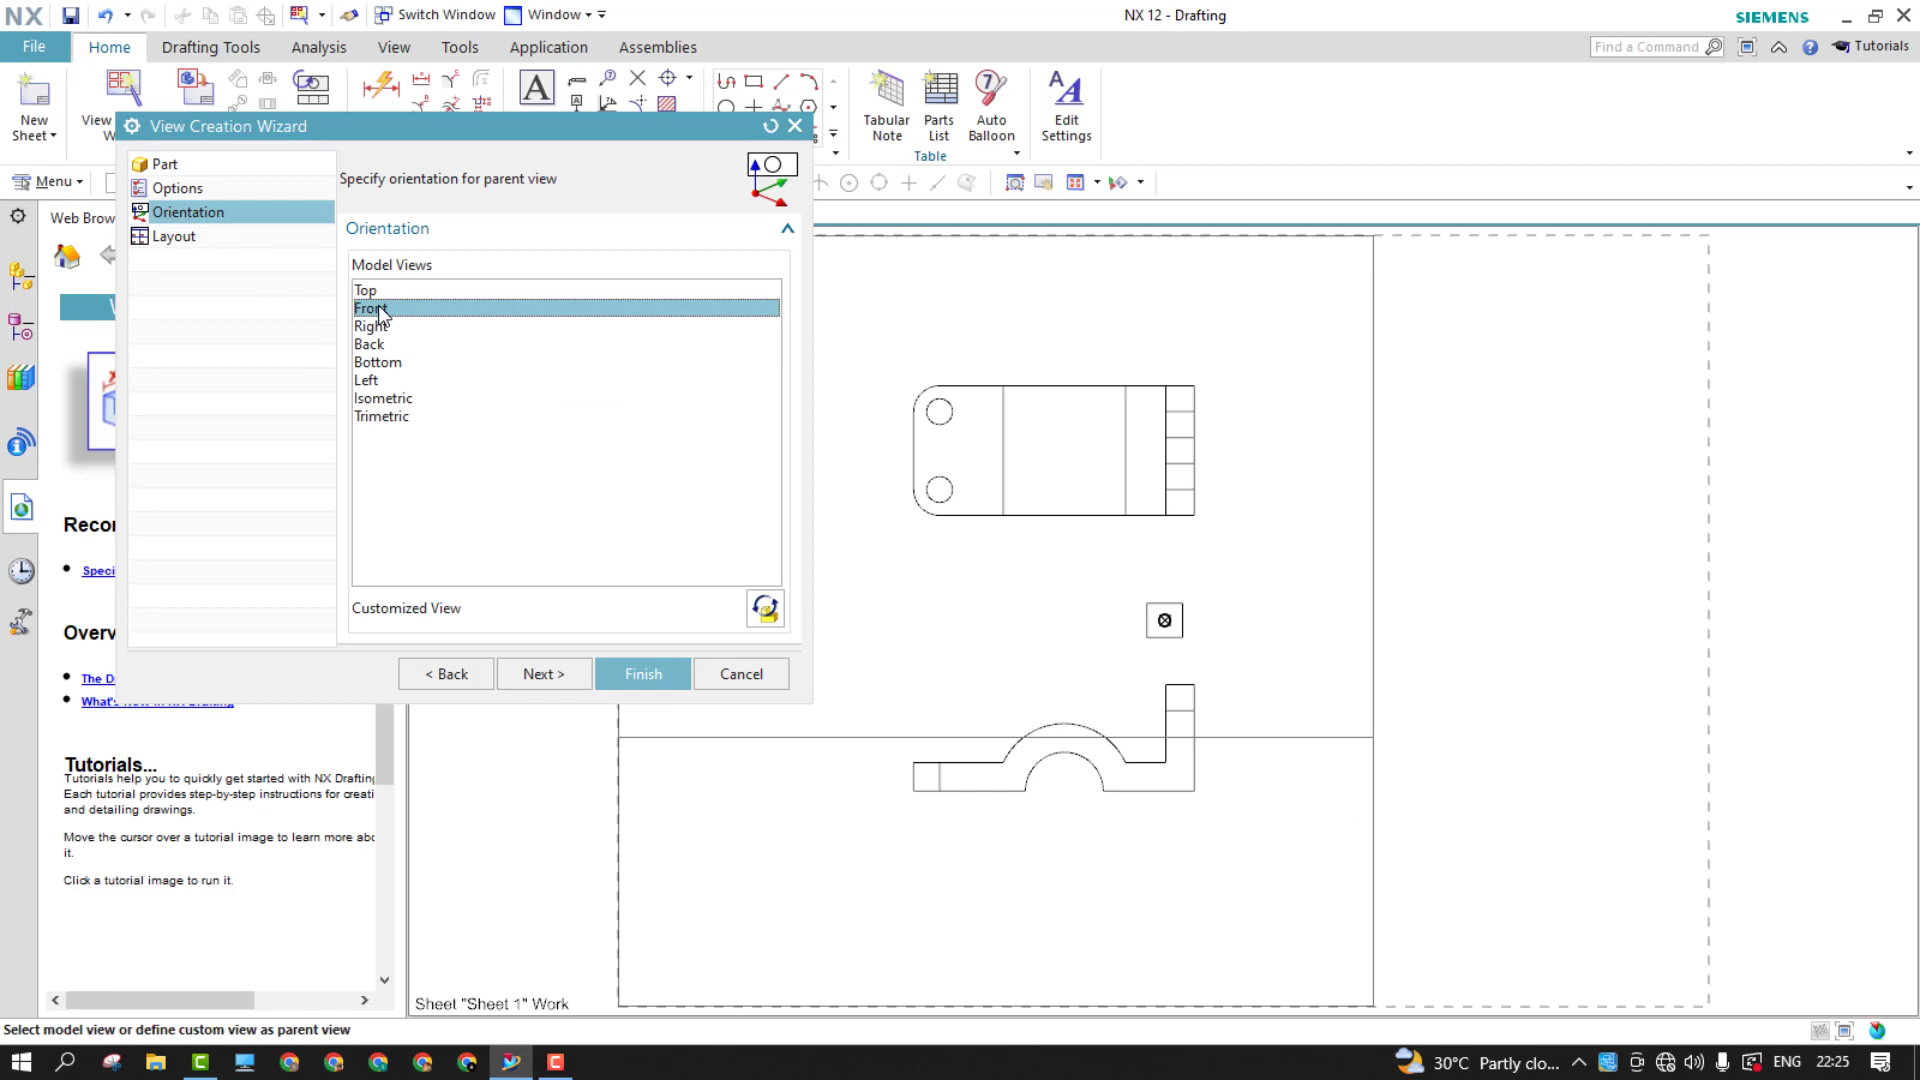 NX
Switch Window
Window
NX 12 - Drafting
SIEMENS
File
Home
Drafting Tools
Analysis
View
Tools
Application
Assemblies
Find a Command
Tutorials
New
Sheet
View
A
Tabular
Note
Parts
List
7
Auto
Balloon
Edit
Settings
Table
View Creation Wizard
Menu
Web Brow
Part
Options
Orientation
Layout
Specify orientation for parent view
Orientation
Model Views
Top
Front
Right
Back
Bottom
Left
Isometric
Trimetric
Customized View
< Back
Next >
Finish
Cancel
Recor
Speci
Overv
The D
Tutorials...
Tutorials help you to quickly get started with NX Drafting
Each tutorial provides step-by-step instructions for creati
and detailing drawings.
Move the cursor over a tutorial image to learn more abc
it.
Click a tutorial image to run it.
Sheet "Sheet 1" Work
Select model view or define custom view as parent view
30°C Partly clo...
ENG
22:25